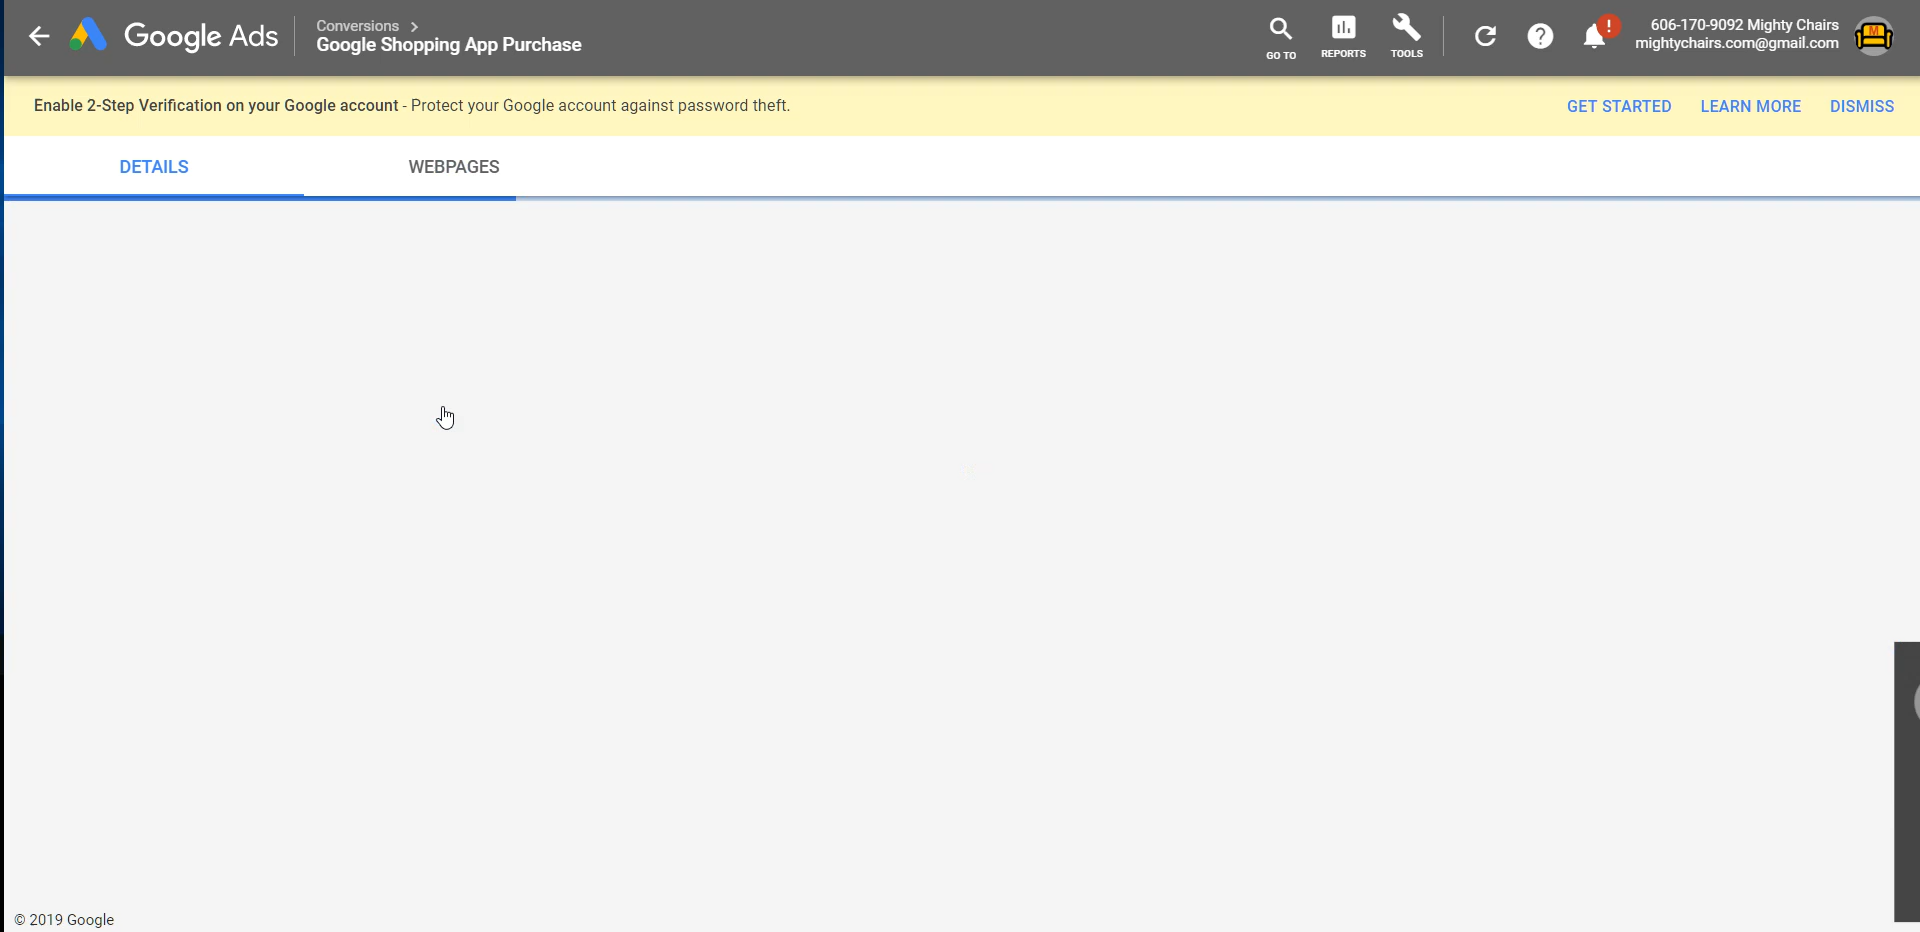 Google Ads
Conversions >
Google Shopping App Purchase
GO TO
REPORTS
TOOLS
?
!
606-170-9092 Mighty Chairs
mightychairs.com@gmail.com
M
Enable 2-Step Verification on your Google account - Protect your Google account against password theft.
GET STARTED
LEARN MORE
DISMISS
DETAILS
WEBPAGES
© 2019 Google